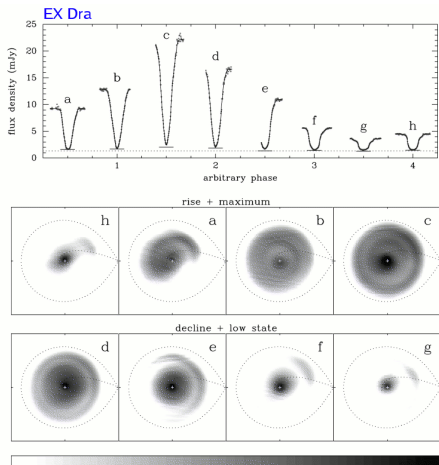 EX Dra
flux density (mJy)
25
20
15
10
5
0
a
b
c
d
e
f
g
h
1
2
3
4
arbitrary phase
rise + maximum
h
a
b
c
decline + low state
d
e
f
g